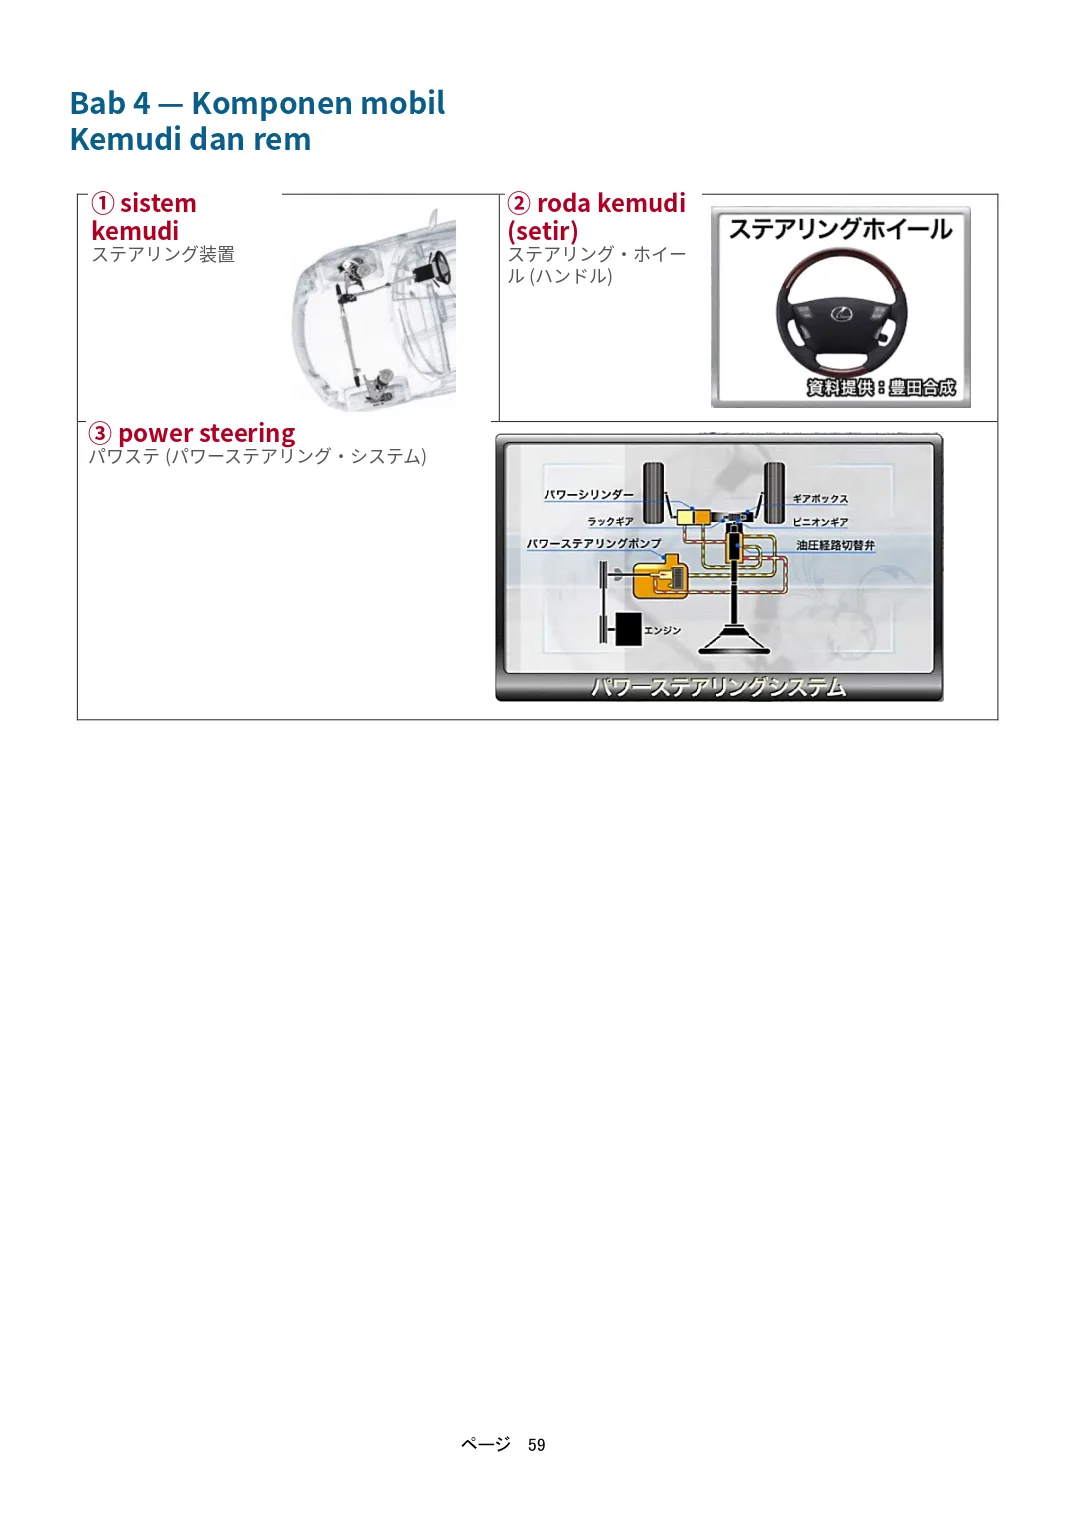 Bab 4 — Komponen mobil
Kemudi dan rem
① sistem
kemudi
ステアリング装置
② roda kemudi
(setir)
ステアリング・ホイー
ル (ハンドル)
ステアリングホイール
資料提供：豊田合成
③ power steering
パワステ (パワーステアリング・システム)
パワーシリンダー
ギアボックス
ラックギア
ピニオンギア
パワーステアリングポンプ
油圧経路切替弁
エンジン
パワーステアリングシステム
ページ 59